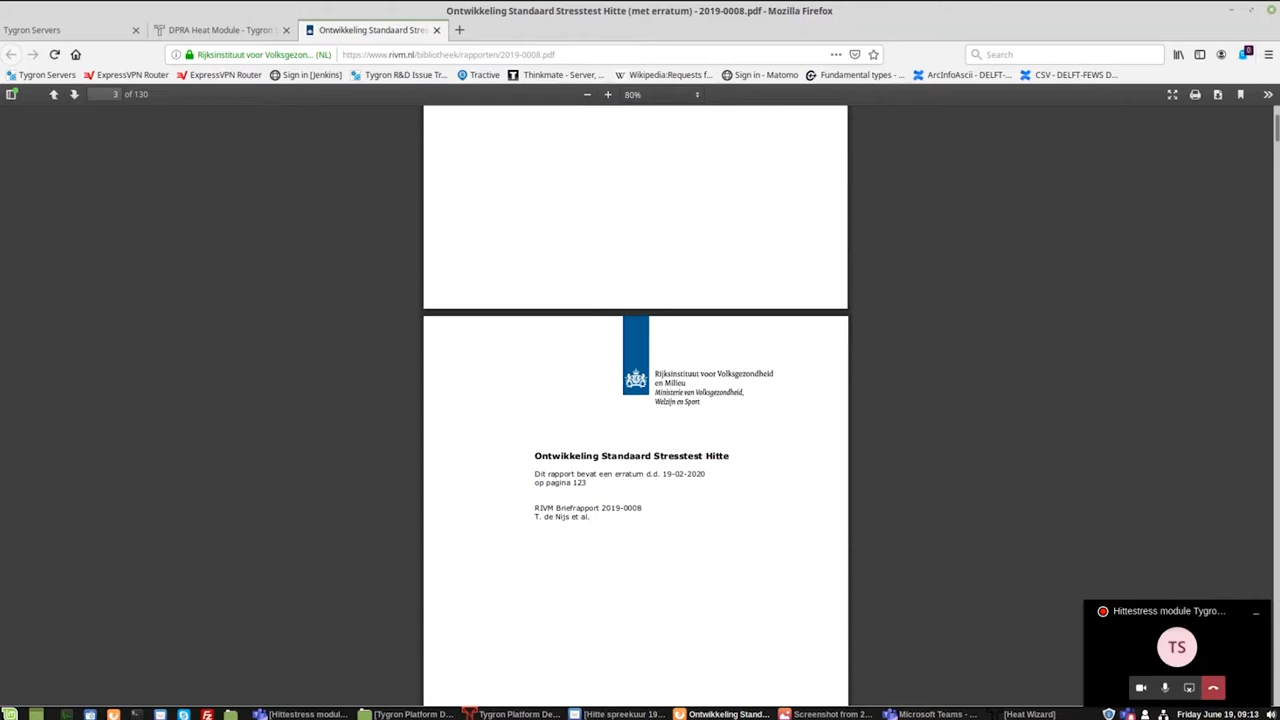 Ontwikkeling Standaard Stresstest Hitte (met erratum) - 2019-0008.pdf - Mozilla Firefox
Tygron Servers
DPRA Heat Module - Tygron
Ontwikkeling Standaard Stres
Rijksinstituut voor Volksgezon... (NL)
https://www.rivm.nl/bibliotheek/rapporten/2019-0008.pdf
Search
0
Tygron Servers
ExpressVPN Router
ExpressVPN Router
Sign in [Jenkins]
Tygron R&D Issue Tr...
Tractive
Thinkmate - Server, ...
Wikipedia:Requests f...
Sign in - Matomo
Fundamental types - ...
ArcInfoAscii - DELFT-...
CSV - DELFT-FEWS D...
3 of 130
80%
Rijksinstituut voor Volksgezondheid
en Milieu
Ministerie van Volksgezondheid,
Welzijn en Sport
Ontwikkeling Standaard Stresstest Hitte
Dit rapport bevat een erratum d.d. 19-02-2020
op pagina 123
RIVM Briefrapport 2019-0008
T. de Nijs et al.
Hittestress module Tygro...
TS
[Hittestress modul...
[Tygron Platform D...
Tygron Platform De...
[Hitte spreekuur 19...
Ontwikkeling Stand...
[Screenshot from 2...
[Microsoft Teams - ...
[Heat Wizard]
Friday June 19, 09:13